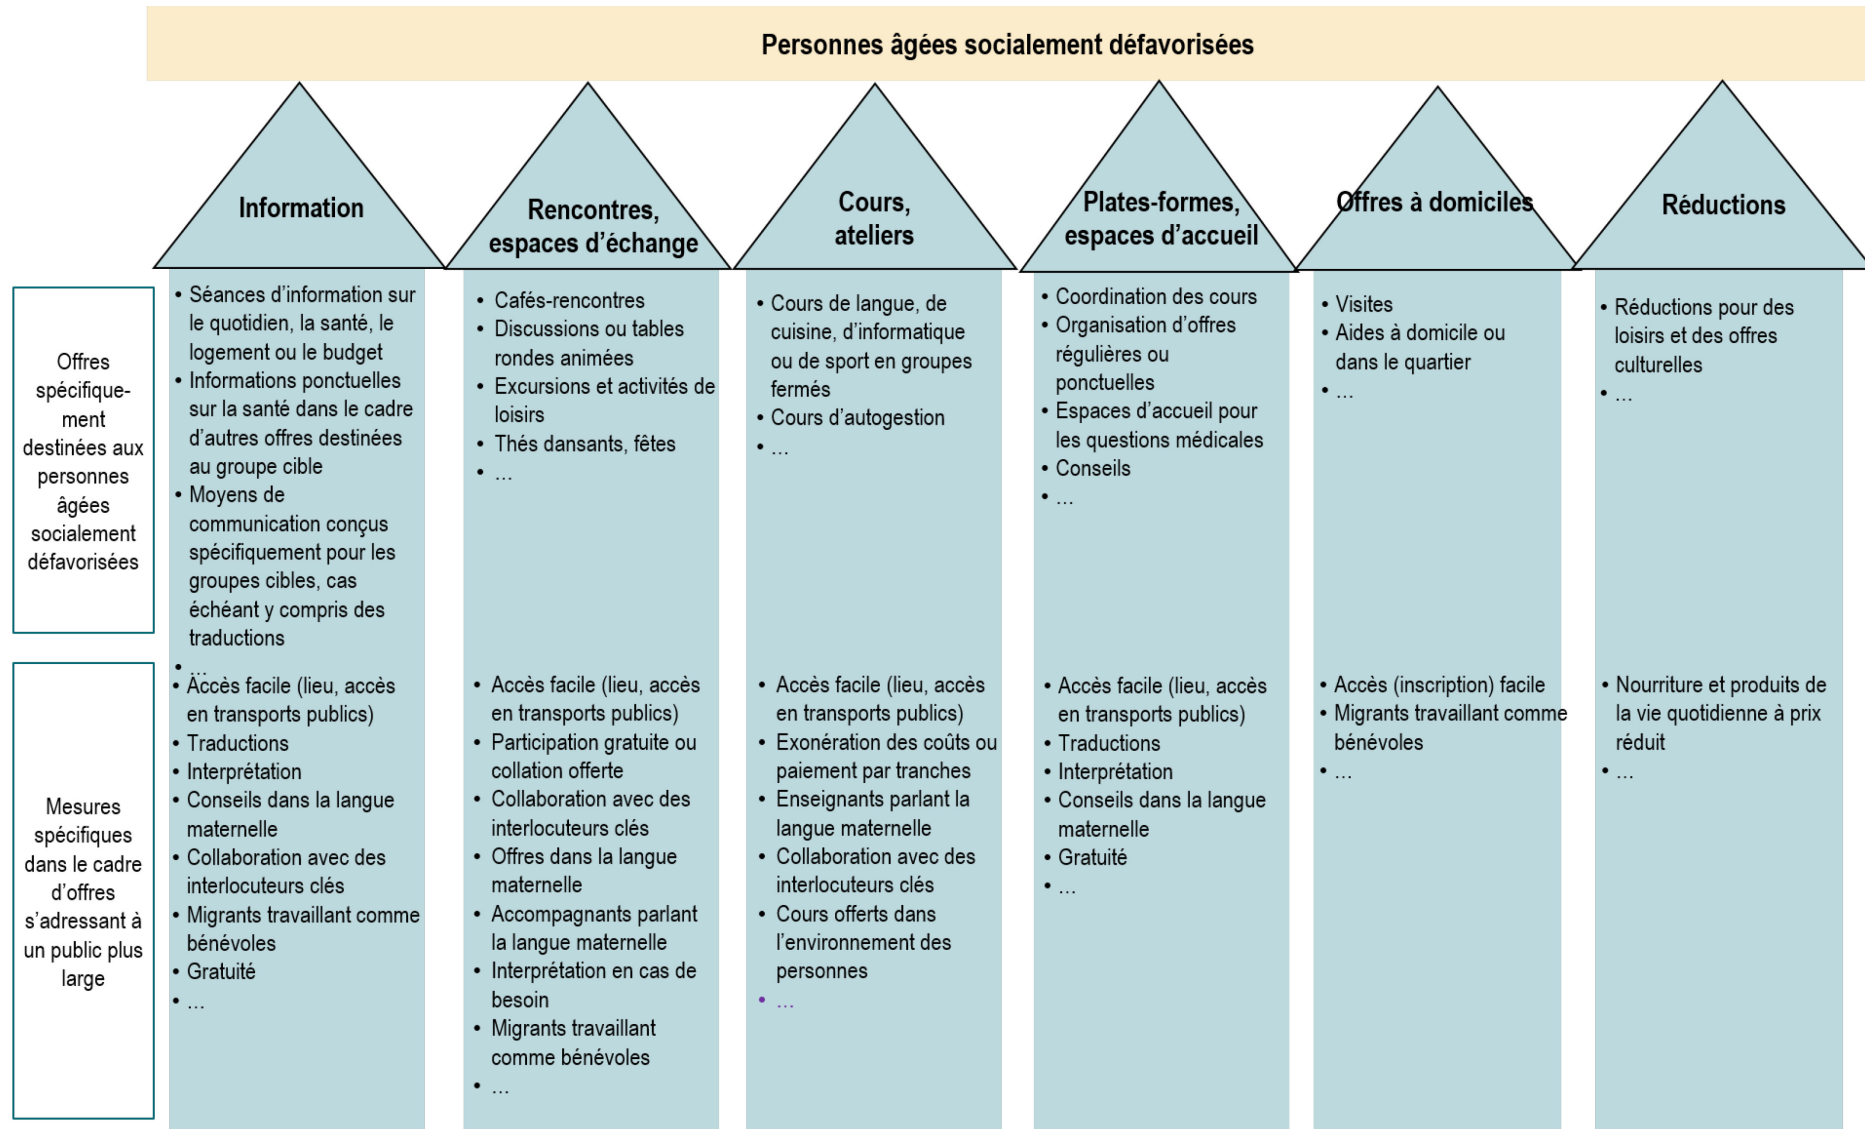 Personnes âgées socialement défavorisées
Information
Rencontres,
espaces d’échange
Cours,
ateliers
Plates-formes,
espaces d’accueil
Offres à domiciles
Réductions
Offres
spécifique-
ment
destinées aux
personnes
âgées
socialement
défavorisées
• Séances d’information sur
le quotidien, la santé, le
logement ou le budget
• Informations ponctuelles
sur la santé dans le cadre
d’autres offres destinées
au groupe cible
• Moyens de
communication conçus
spécifiquement pour les
groupes cibles, cas
échéant y compris des
traductions
• …
• Cafés-rencontres
• Discussions ou tables
rondes animées
• Excursions et activités de
loisirs
• Thés dansants, fêtes
• …
• Cours de langue, de
cuisine, d’informatique
ou de sport en groupes
fermés
• Cours d’autogestion
• …
• Coordination des cours
• Organisation d’offres
régulières ou
ponctuelles
• Espaces d’accueil pour
les questions médicales
• Conseils
• …
• Visites
• Aides à domicile ou
dans le quartier
• …
• Réductions pour des
loisirs et des offres
culturelles
• …
Mesures
spécifiques
dans le cadre
d’offres
s’adressant à
un public plus
large
• Accès facile (lieu, accès
en transports publics)
• Traductions
• Interprétation
• Conseils dans la langue
maternelle
• Collaboration avec des
interlocuteurs clés
• Migrants travaillant comme
bénévoles
• Gratuité
• …
• Accès facile (lieu, accès
en transports publics)
• Participation gratuite ou
collation offerte
• Collaboration avec des
interlocuteurs clés
• Offres dans la langue
maternelle
• Accompagnants parlant
la langue maternelle
• Interprétation en cas de
besoin
• Migrants travaillant
comme bénévoles
• …
• Accès facile (lieu, accès
en transports publics)
• Exonération des coûts ou
paiement par tranches
• Enseignants parlant la
langue maternelle
• Collaboration avec des
interlocuteurs clés
• Cours offerts dans
l’environnement des
personnes
• …
• Accès facile (lieu, accès
en transports publics)
• Traductions
• Interprétation
• Conseils dans la langue
maternelle
• Gratuité
• …
• Accès (inscription) facile
• Migrants travaillant comme
bénévoles
• …
• Nourriture et produits de
la vie quotidienne à prix
réduit
• …